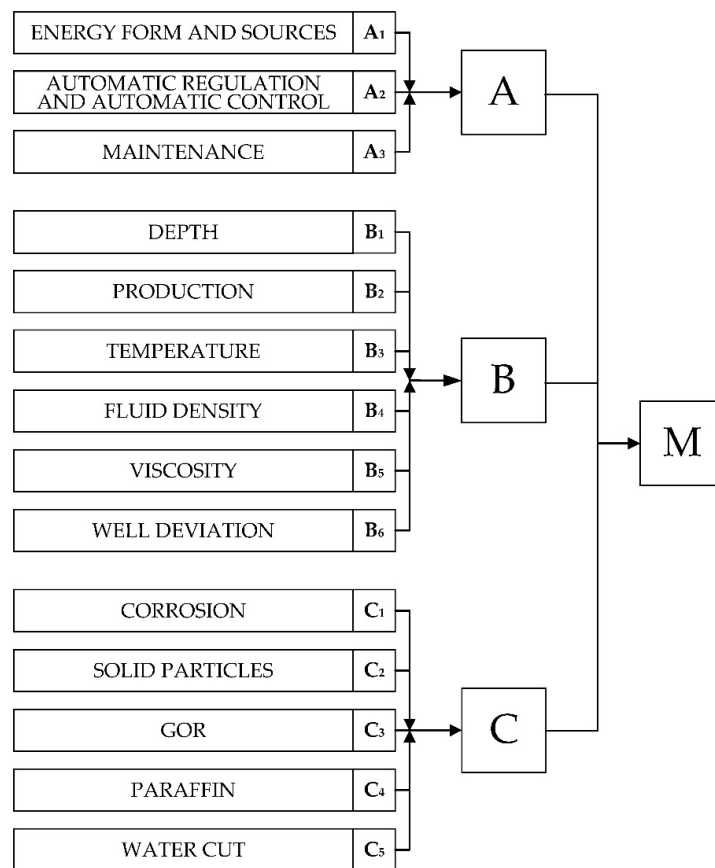 ENERGY FORM AND SOURCES A1
AUTOMATIC REGULATION
AND AUTOMATIC CONTROL A2
MAINTENANCE A3
A
DEPTH B1
PRODUCTION B2
TEMPERATURE B3
FLUID DENSITY B4
VISCOSITY B5
WELL DEVIATION B6
B
M
CORROSION C1
SOLID PARTICLES C2
GOR C3
PARAFFIN C4
WATER CUT C5
C